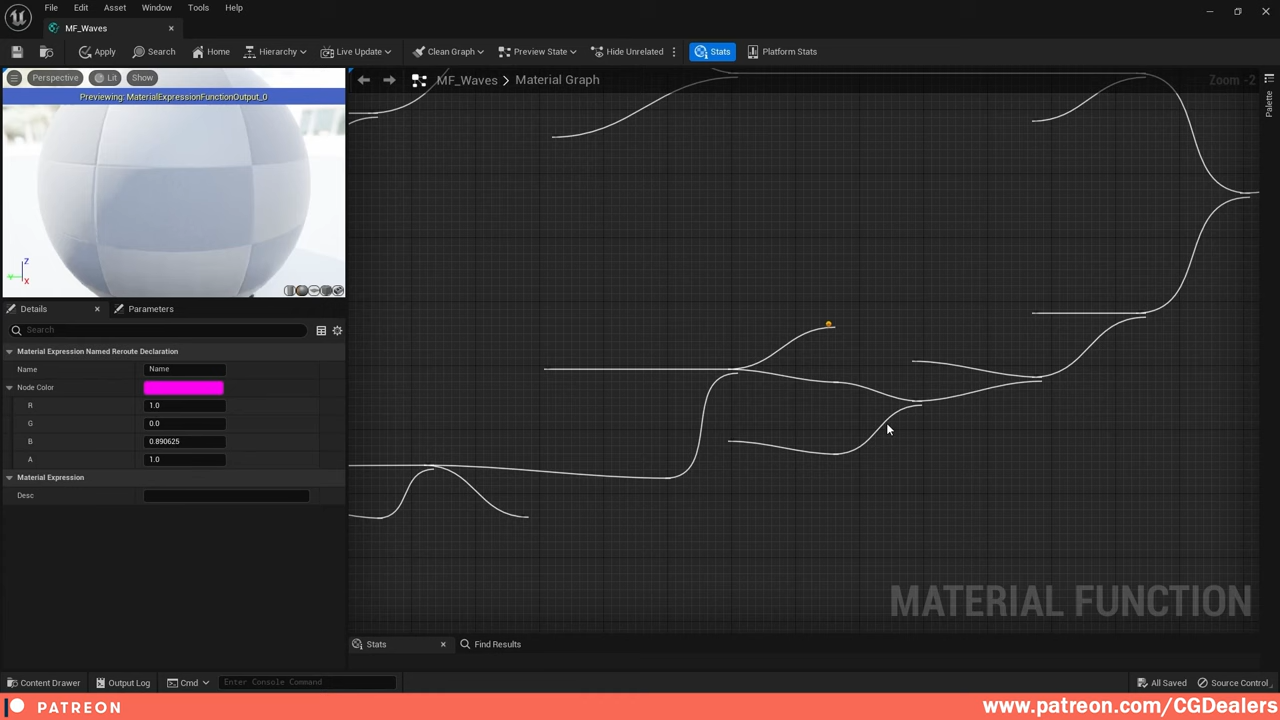 File Edit Asset Window Tools Help
MF_Waves
Apply Search Home Hierarchy Live Update Clean Graph Preview State Hide Unrelated Stats Platform Stats
Perspective Lit Show
MF_Waves > Material Graph
Zoom -2
Palette
Previewing: MaterialExpressionFunctionOutput_0
Z
Y
X
Details Parameters
Search
Material Expression Named Reroute Declaration
Name Name
Node Color
R 1.0
G 0.0
B 0.890625
A 1.0
Material Expression
Desc
MATERIAL FUNCTION
Stats Find Results
Content Drawer Output Log Cmd Enter Console Command All Saved Source Control
PATREON www.patreon.com/CGDealers